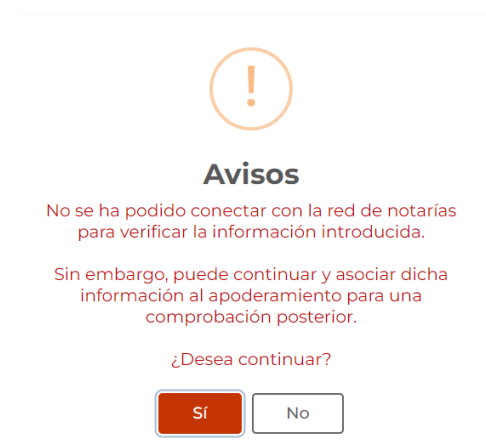 !
Avisos
No se ha podido conectar con la red de notarías
para verificar la información introducida.
Sin embargo, puede continuar y asociar dicha
información al apoderamiento para una
comprobación posterior.
¿Desea continuar?
Sí No